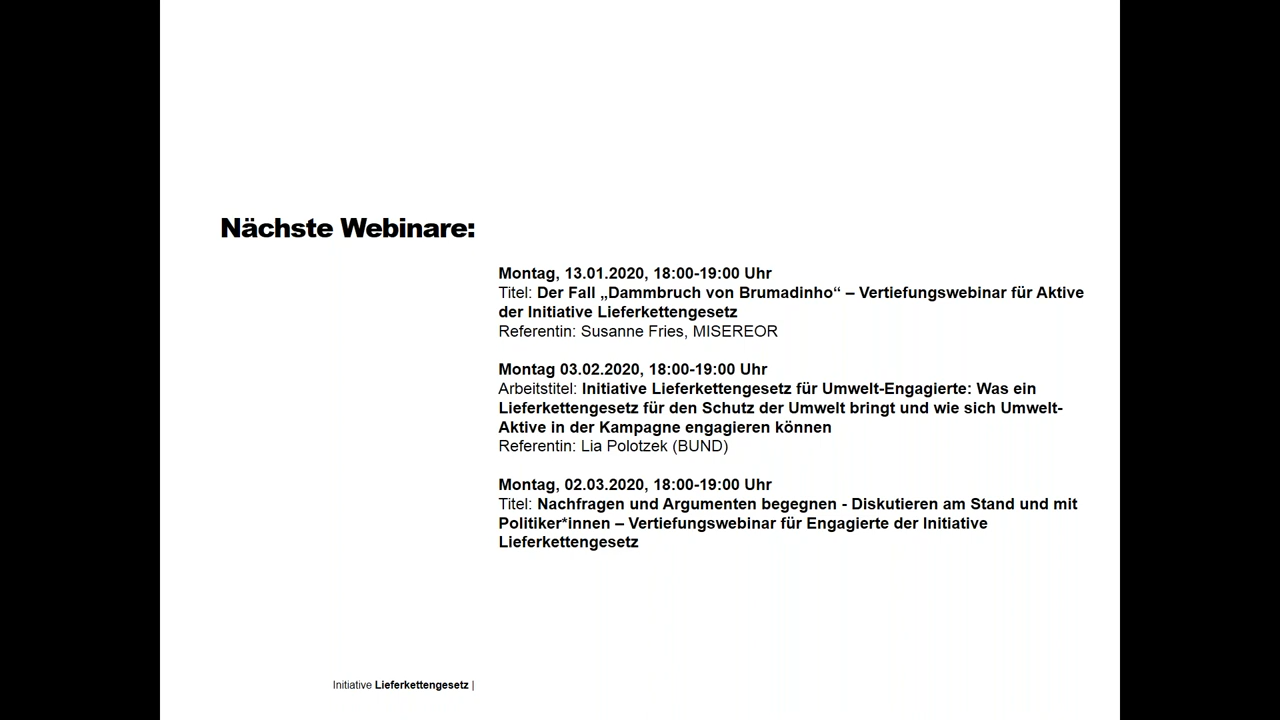 Nächste Webinare:
Montag, 13.01.2020, 18:00-19:00 Uhr
Titel: Der Fall „Dammbruch von Brumadinho“ – Vertiefungswebinar für Aktive
der Initiative Lieferkettengesetz
Referentin: Susanne Fries, MISEREOR
Montag 03.02.2020, 18:00-19:00 Uhr
Arbeitstitel: Initiative Lieferkettengesetz für Umwelt-Engagierte: Was ein
Lieferkettengesetz für den Schutz der Umwelt bringt und wie sich Umwelt-
Aktive in der Kampagne engagieren können
Referentin: Lia Polotzek (BUND)
Montag, 02.03.2020, 18:00-19:00 Uhr
Titel: Nachfragen und Argumenten begegnen - Diskutieren am Stand und mit
Politiker*innen – Vertiefungswebinar für Engagierte der Initiative
Lieferkettengesetz
Initiative Lieferkettengesetz |